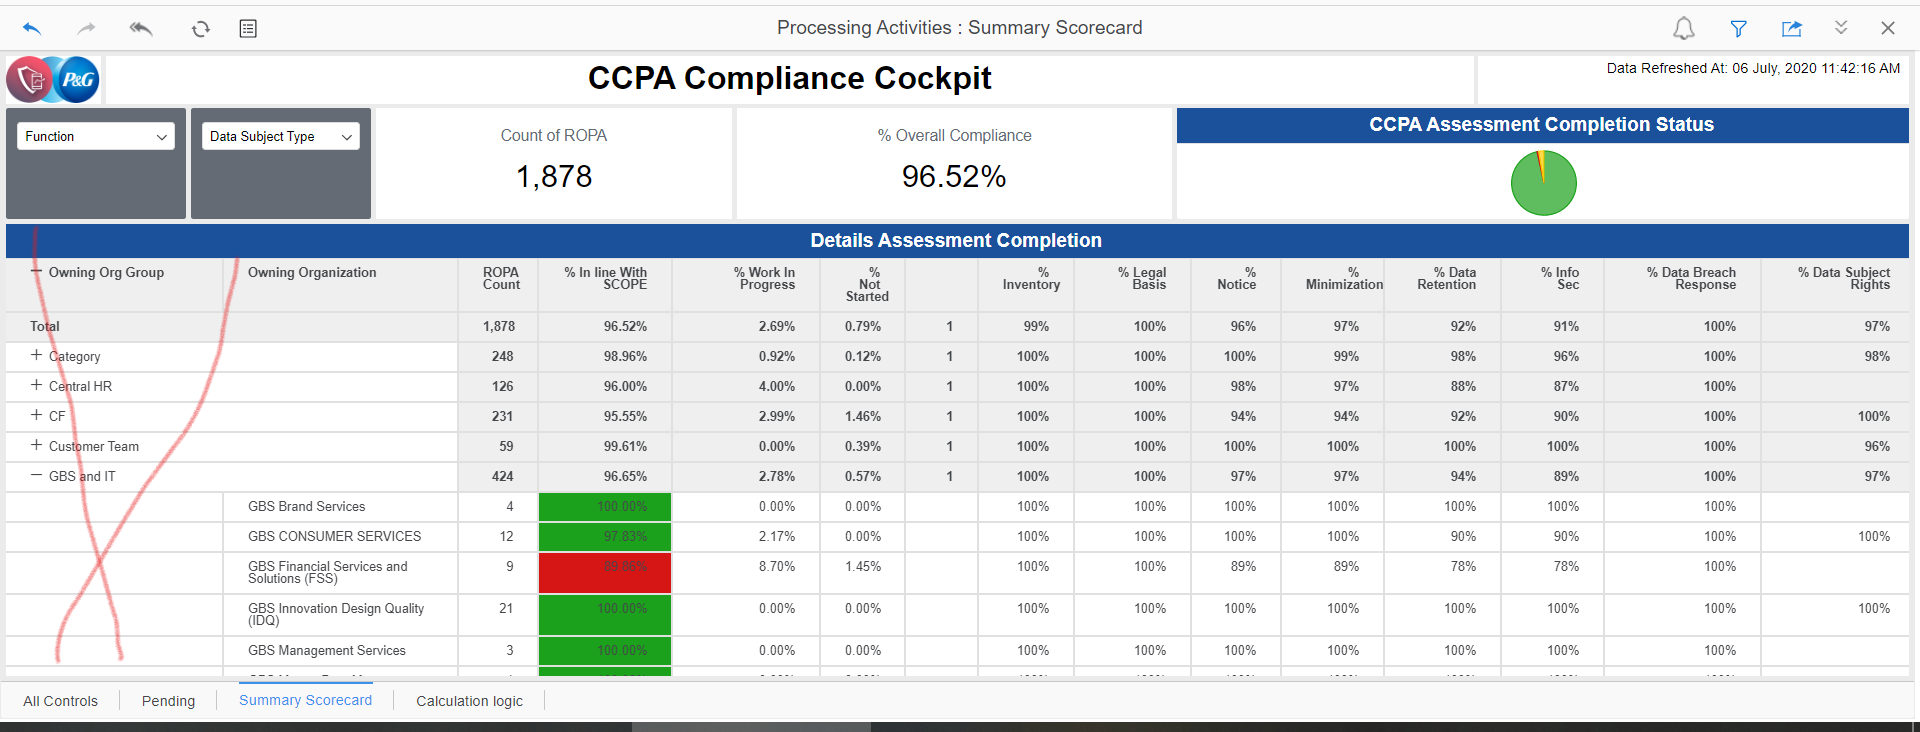 Processing Activities : Summary Scorecard
P&G
CCPA Compliance Cockpit
Data Refreshed At: 06 July, 2020 11:42:16 AM
Function
Data Subject Type
Count of ROPA
1,878
% Overall Compliance
96.52%
CCPA Assessment Completion Status
Details Assessment Completion
Owning Org Group Owning Organization ROPA Count % In line With SCOPE % Work In Progress % Not Started % Inventory % Legal Basis % Notice % Minimization % Data Retention % Info Sec % Data Breach Response % Data Subject Rights
Total 1,878 96.52% 2.69% 0.79% 1 99% 100% 96% 97% 92% 91% 100% 97%
+ Category 248 98.96% 0.92% 0.12% 1 100% 100% 100% 99% 98% 96% 100% 98%
+ Central HR 126 96.00% 4.00% 0.00% 1 100% 100% 98% 97% 88% 87% 100%
+ CF 231 95.55% 2.99% 1.46% 1 100% 100% 94% 94% 92% 90% 100% 100%
+ Customer Team 59 99.61% 0.00% 0.39% 1 100% 100% 100% 100% 100% 100% 100% 96%
− GBS and IT 424 96.65% 2.78% 0.57% 1 100% 100% 97% 97% 94% 89% 100% 97%
GBS Brand Services 4 100.00% 0.00% 0.00% 100% 100% 100% 100% 100% 100% 100%
GBS CONSUMER SERVICES 12 97.83% 2.17% 0.00% 100% 100% 100% 100% 90% 90% 100% 100%
GBS Financial Services and Solutions (FSS) 9 89.86% 8.70% 1.45% 100% 100% 89% 89% 78% 78% 100%
GBS Innovation Design Quality (IDQ) 21 100.00% 0.00% 0.00% 100% 100% 100% 100% 100% 100% 100% 100%
GBS Management Services 3 100.00% 0.00% 0.00% 100% 100% 100% 100% 100% 100% 100%
All Controls
Pending
Summary Scorecard
Calculation logic